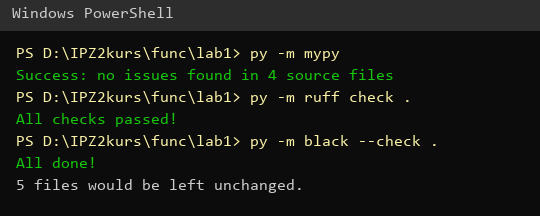 Windows PowerShell
PS D:\IPZ2kurs\func\lab1> py -m mypy
Success: no issues found in 4 source files
PS D:\IPZ2kurs\func\lab1> py -m ruff check .
All checks passed!
PS D:\IPZ2kurs\func\lab1> py -m black --check .
All done!
5 files would be left unchanged.